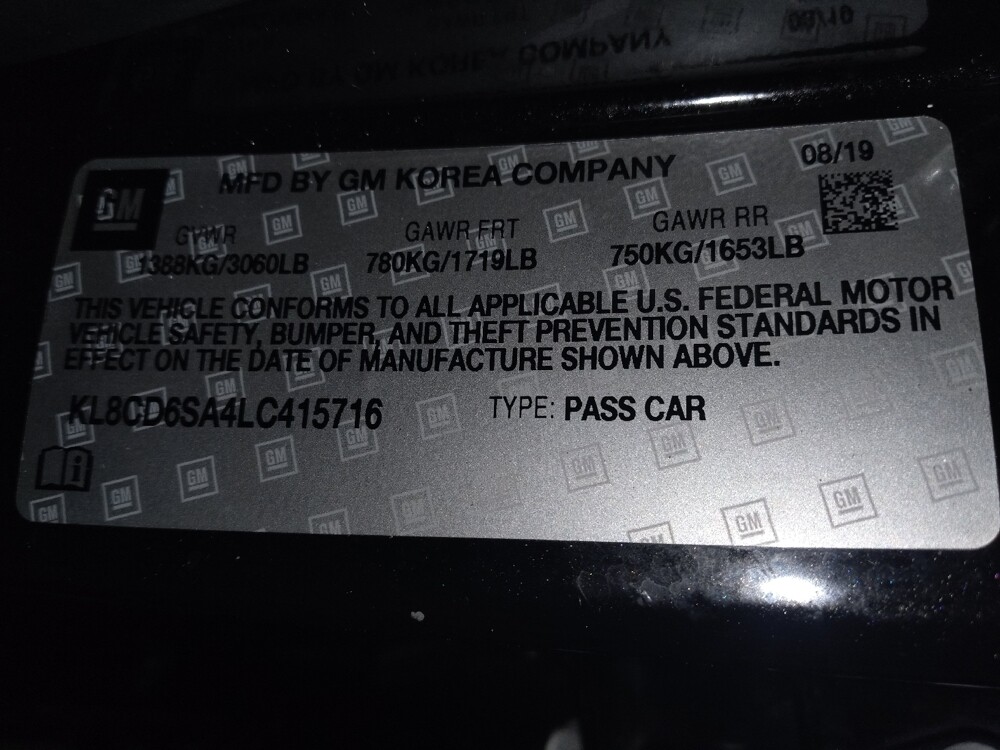 GM
MFD BY GM KOREA COMPANY
08/19
GVWR GAWR FRT GAWR RR
1388KG/3060LB 780KG/1719LB 750KG/1653LB
THIS VEHICLE CONFORMS TO ALL APPLICABLE U.S. FEDERAL MOTOR
VEHICLE SAFETY, BUMPER, AND THEFT PREVENTION STANDARDS IN
EFFECT ON THE DATE OF MANUFACTURE SHOWN ABOVE.
KL8CD6SA4LC415716 TYPE: PASS CAR